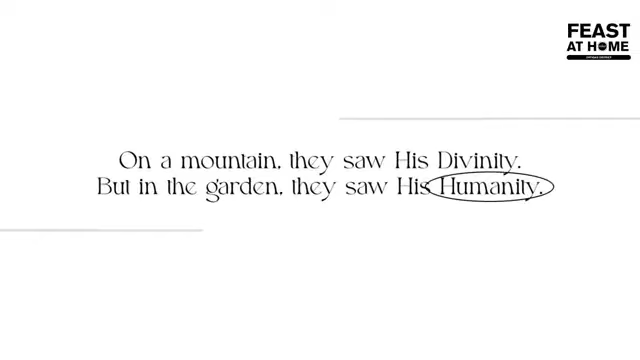 FEAST
AT HOME
On a mountain, they saw His Divinity.
But in the garden, they saw His Humanity.